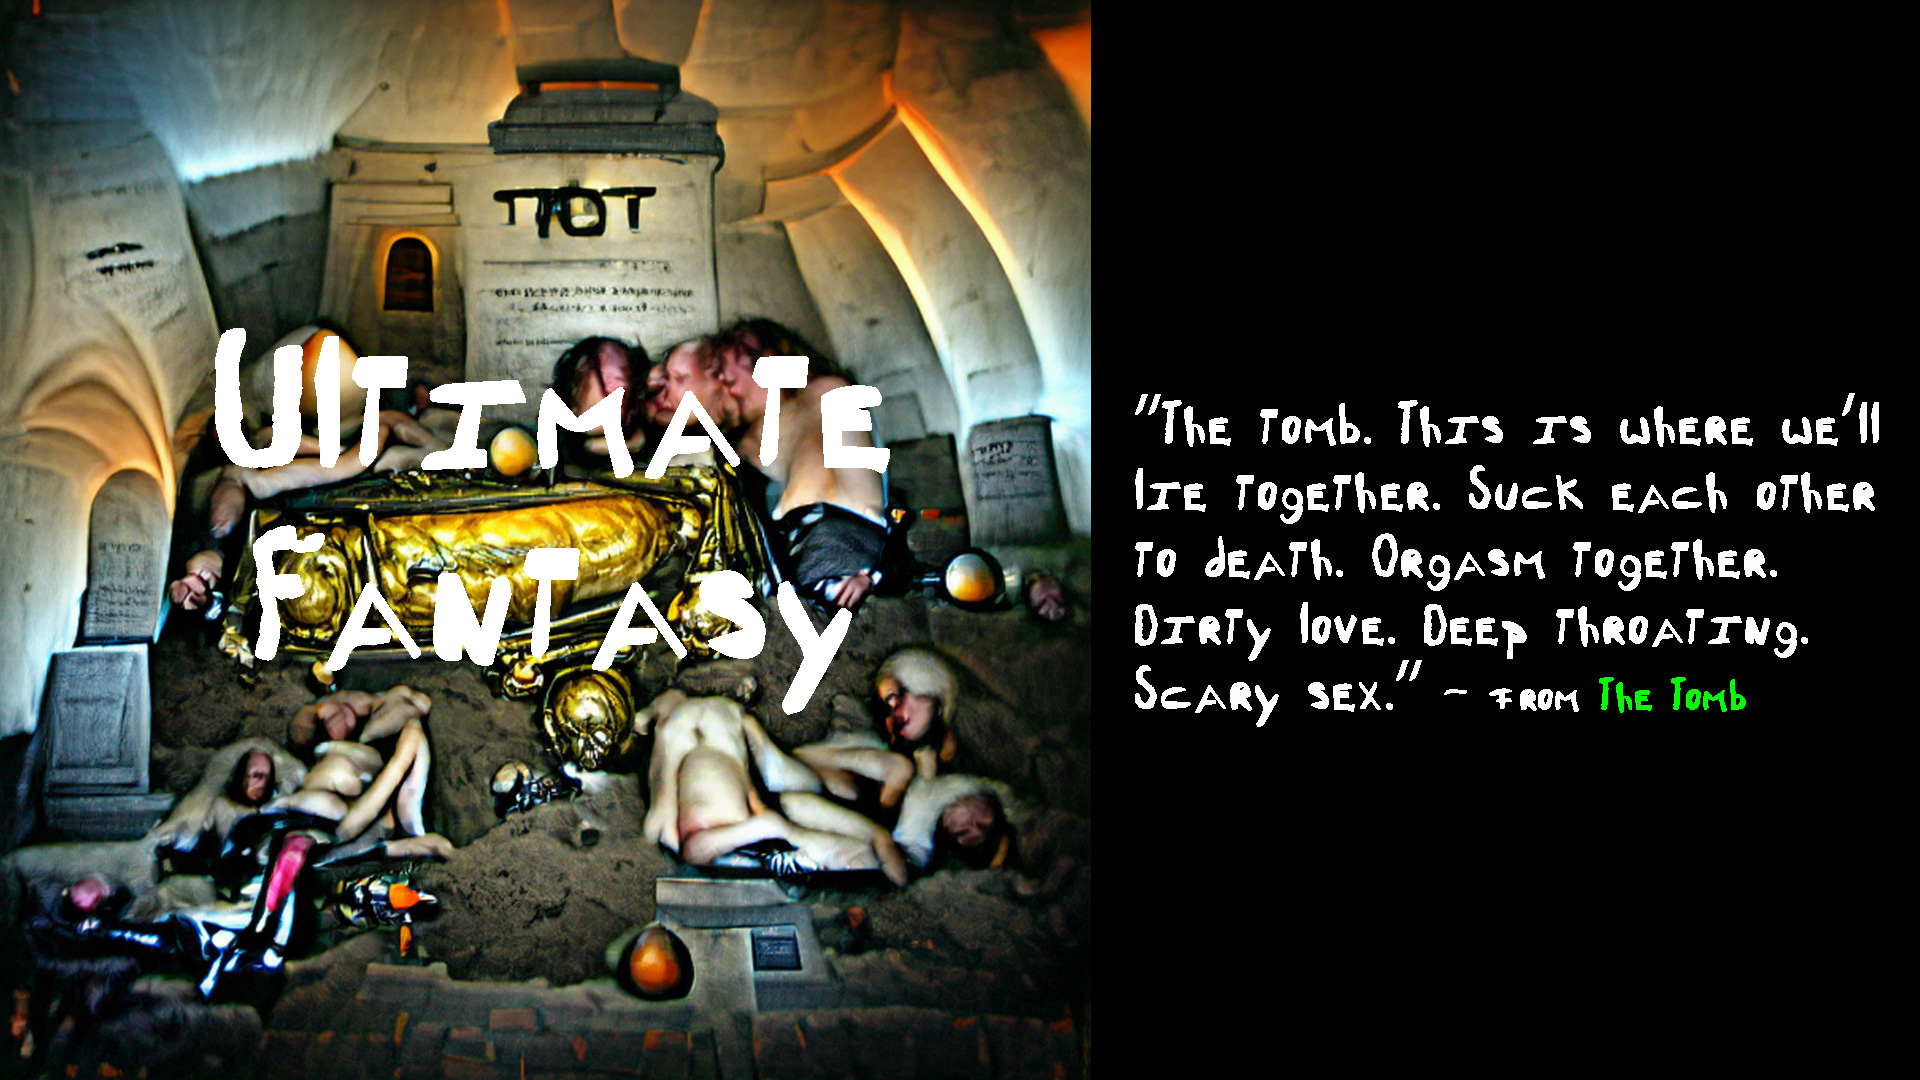 TOT
Ultimate
Fantasy
"The tomb. This is where we'll
lie together. Suck each other
to death. Orgasm together.
Dirty love. Deep throating.
Scary sex." ~ from The Tomb